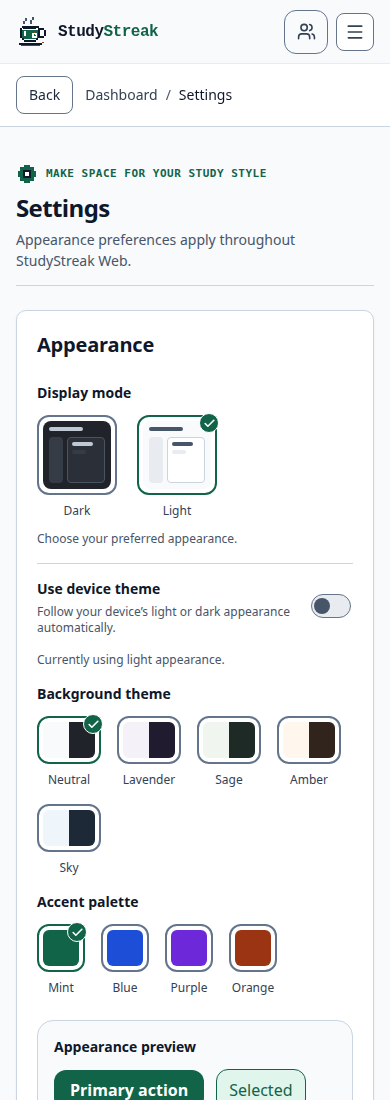 StudyStreak
Back
Dashboard / Settings
MAKE SPACE FOR YOUR STUDY STYLE
Settings
Appearance preferences apply throughout
StudyStreak Web.
Appearance
Display mode
Dark
Light
Choose your preferred appearance.
Use device theme
Follow your device’s light or dark appearance
automatically.
Currently using light appearance.
Background theme
Neutral
Lavender
Sage
Amber
Sky
Accent palette
Mint
Blue
Purple
Orange
Appearance preview
Primary action
Selected